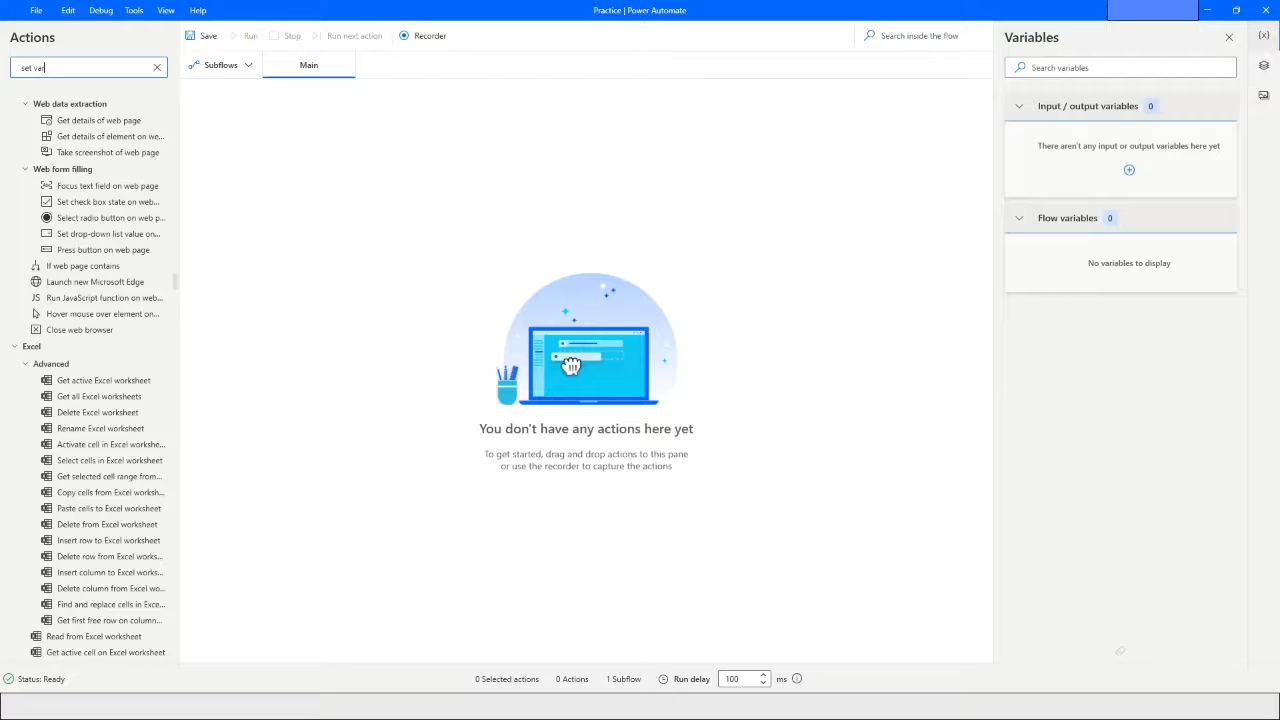 File Edit Debug Tools View Help
Practice | Power Automate
Actions
set var
Web data extraction
Get details of web page
Get details of element on we...
Take screenshot of web page
Web form filling
Focus text field on web page
Set check box state on web...
Select radio button on web p...
Set drop-down list value on...
Press button on web page
If web page contains
Launch new Microsoft Edge
JS Run JavaScript function on web...
Hover mouse over element on...
Close web browser
Excel
Advanced
Get active Excel worksheet
Get all Excel worksheets
Delete Excel worksheet
Rename Excel worksheet
Activate cell in Excel workshe...
Select cells in Excel worksheet
Get selected cell range from...
Copy cells from Excel worksh...
Paste cells to Excel worksheet
Delete from Excel worksheet
Insert row to Excel worksheet
Delete row from Excel works...
Insert column to Excel works...
Delete column from Excel wo...
Find and replace cells in Exce...
Get first free row on column...
Read from Excel worksheet
Get active cell on Excel worksheet
Save Run Stop Run next action Recorder
Search inside the flow
Subflows Main
You don't have any actions here yet
To get started, drag and drop actions to this pane
or use the recorder to capture the actions
Variables
{x}
Search variables
Input / output variables 0
There aren't any input or output variables here yet
Flow variables 0
No variables to display
Status: Ready
0 Selected actions 0 Actions 1 Subflow Run delay 100 ms